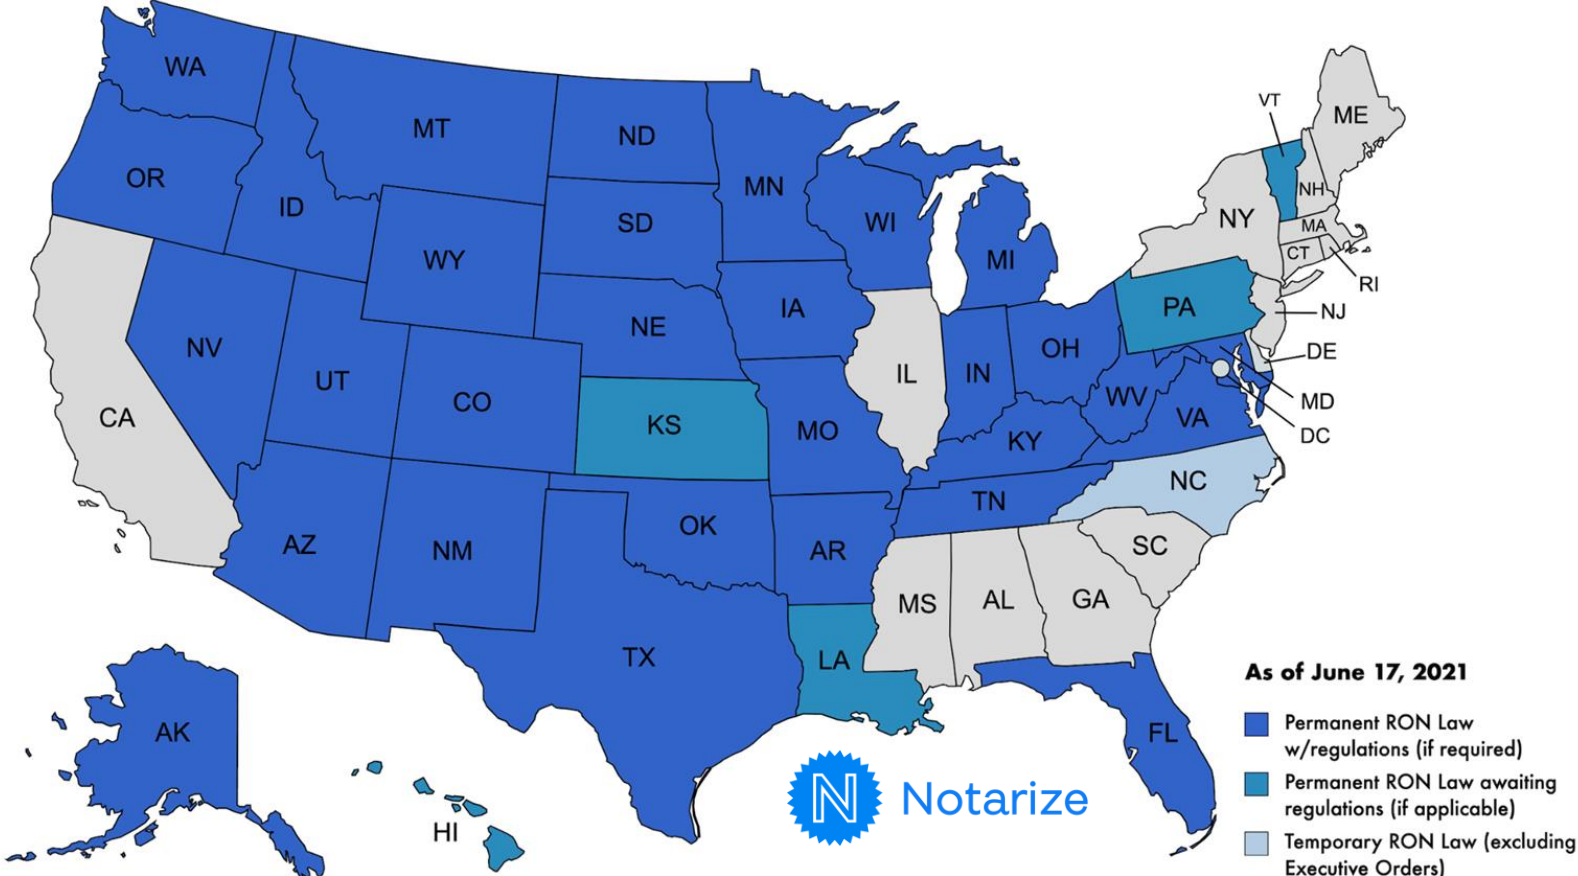 WA
MT
ND
MN
OR
ID
SD
WI
MI
WY
VT
ME
NH
NY
MA
CT
RI
NJ
IA
PA
NE
NV
UT
CO
KS
MO
IL
IN
OH
DE
WV
VA
MD
DC
CA
KY
NC
TN
AZ
NM
OK
AR
SC
MS
AL
GA
TX
LA
FL
AK
HI
N Notarize
As of June 17, 2021
Permanent RON Law
w/regulations (if required)
Permanent RON Law awaiting
regulations (if applicable)
Temporary RON Law (excluding
Executive Orders)